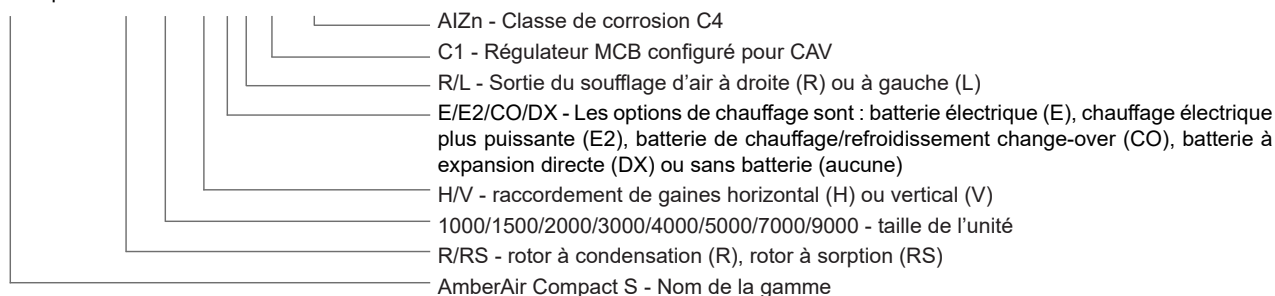 AIZn - Classe de corrosion C4
C1 - Régulateur MCB configuré pour CAV
R/L - Sortie du soufflage d’air à droite (R) ou à gauche (L)
E/E2/CO/DX - Les options de chauffage sont : batterie électrique (E), chauffage électrique
plus puissante (E2), batterie de chauffage/refroidissement change-over (CO), batterie à
expansion directe (DX) ou sans batterie (aucune)
H/V - raccordement de gaines horizontal (H) ou vertical (V)
1000/1500/2000/3000/4000/5000/7000/9000 - taille de l’unité
R/RS - rotor à condensation (R), rotor à sorption (RS)
AmberAir Compact S - Nom de la gamme